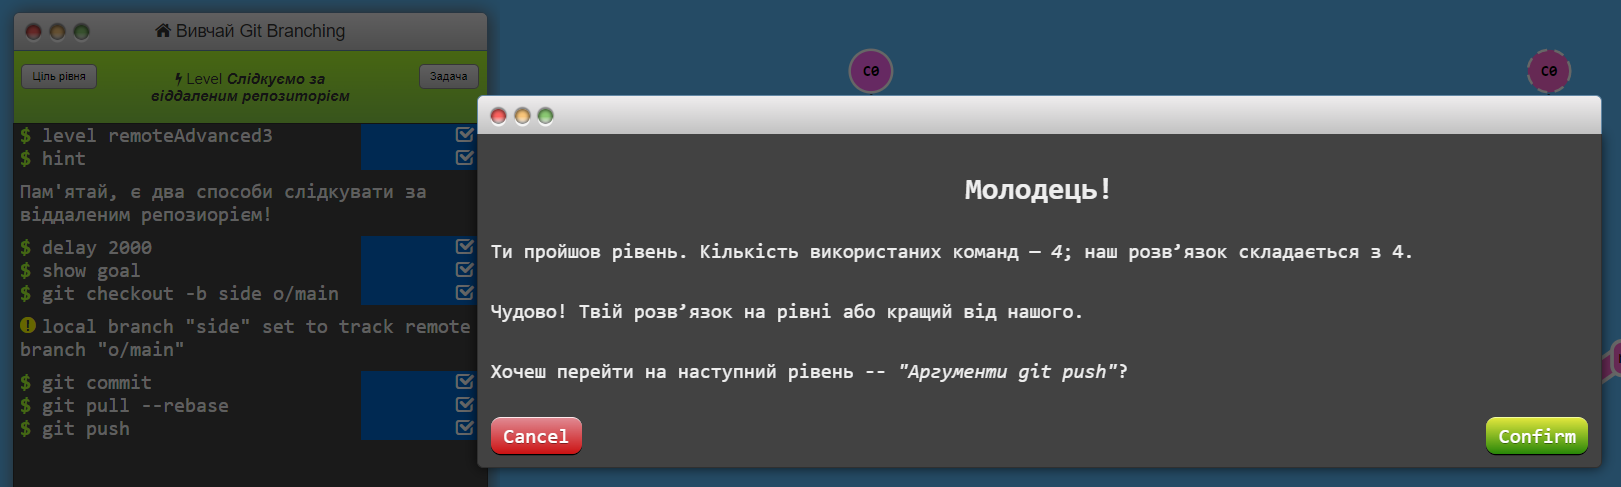 Вивчай Git Branching
Ціль рівня
Level Слідкуємо за
віддаленим репозиторієм
Задача
$ level remoteAdvanced3
$ hint
Пам'ятай, є два способи слідкувати за
віддаленим репозиорієм!
$ delay 2000
$ show goal
$ git checkout -b side o/main
local branch "side" set to track remote
branch "o/main"
$ git commit
$ git pull --rebase
$ git push
C0
C0
Молодець!
Ти пройшов рівень. Кількість використаних команд — 4; наш розв’язок складається з 4.
Чудово! Твій розв’язок на рівні або кращий від нашого.
Хочеш перейти на наступний рівень -- "Аргументи git push"?
Cancel
Confirm